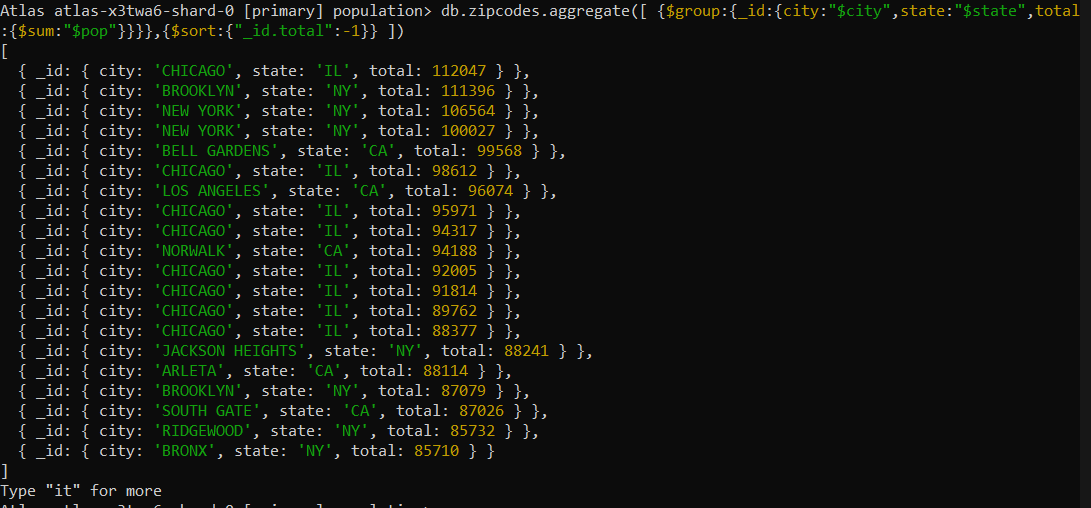 Atlas atlas-x3twa6-shard-0 [primary] population> db.zipcodes.aggregate([ {$group:{_id:{city:"$city",state:"$state",total
:{$sum:"$pop"}}}},{$sort:{"_id.total":-1}} ])
[
  { _id: { city: 'CHICAGO', state: 'IL', total: 112047 } },
  { _id: { city: 'BROOKLYN', state: 'NY', total: 111396 } },
  { _id: { city: 'NEW YORK', state: 'NY', total: 106564 } },
  { _id: { city: 'NEW YORK', state: 'NY', total: 100027 } },
  { _id: { city: 'BELL GARDENS', state: 'CA', total: 99568 } },
  { _id: { city: 'CHICAGO', state: 'IL', total: 98612 } },
  { _id: { city: 'LOS ANGELES', state: 'CA', total: 96074 } },
  { _id: { city: 'CHICAGO', state: 'IL', total: 95971 } },
  { _id: { city: 'CHICAGO', state: 'IL', total: 94317 } },
  { _id: { city: 'NORWALK', state: 'CA', total: 94188 } },
  { _id: { city: 'CHICAGO', state: 'IL', total: 92005 } },
  { _id: { city: 'CHICAGO', state: 'IL', total: 91814 } },
  { _id: { city: 'CHICAGO', state: 'IL', total: 89762 } },
  { _id: { city: 'CHICAGO', state: 'IL', total: 88377 } },
  { _id: { city: 'JACKSON HEIGHTS', state: 'NY', total: 88241 } },
  { _id: { city: 'ARLETA', state: 'CA', total: 88114 } },
  { _id: { city: 'BROOKLYN', state: 'NY', total: 87079 } },
  { _id: { city: 'SOUTH GATE', state: 'CA', total: 87026 } },
  { _id: { city: 'RIDGEWOOD', state: 'NY', total: 85732 } },
  { _id: { city: 'BRONX', state: 'NY', total: 85710 } }
]
Type "it" for more